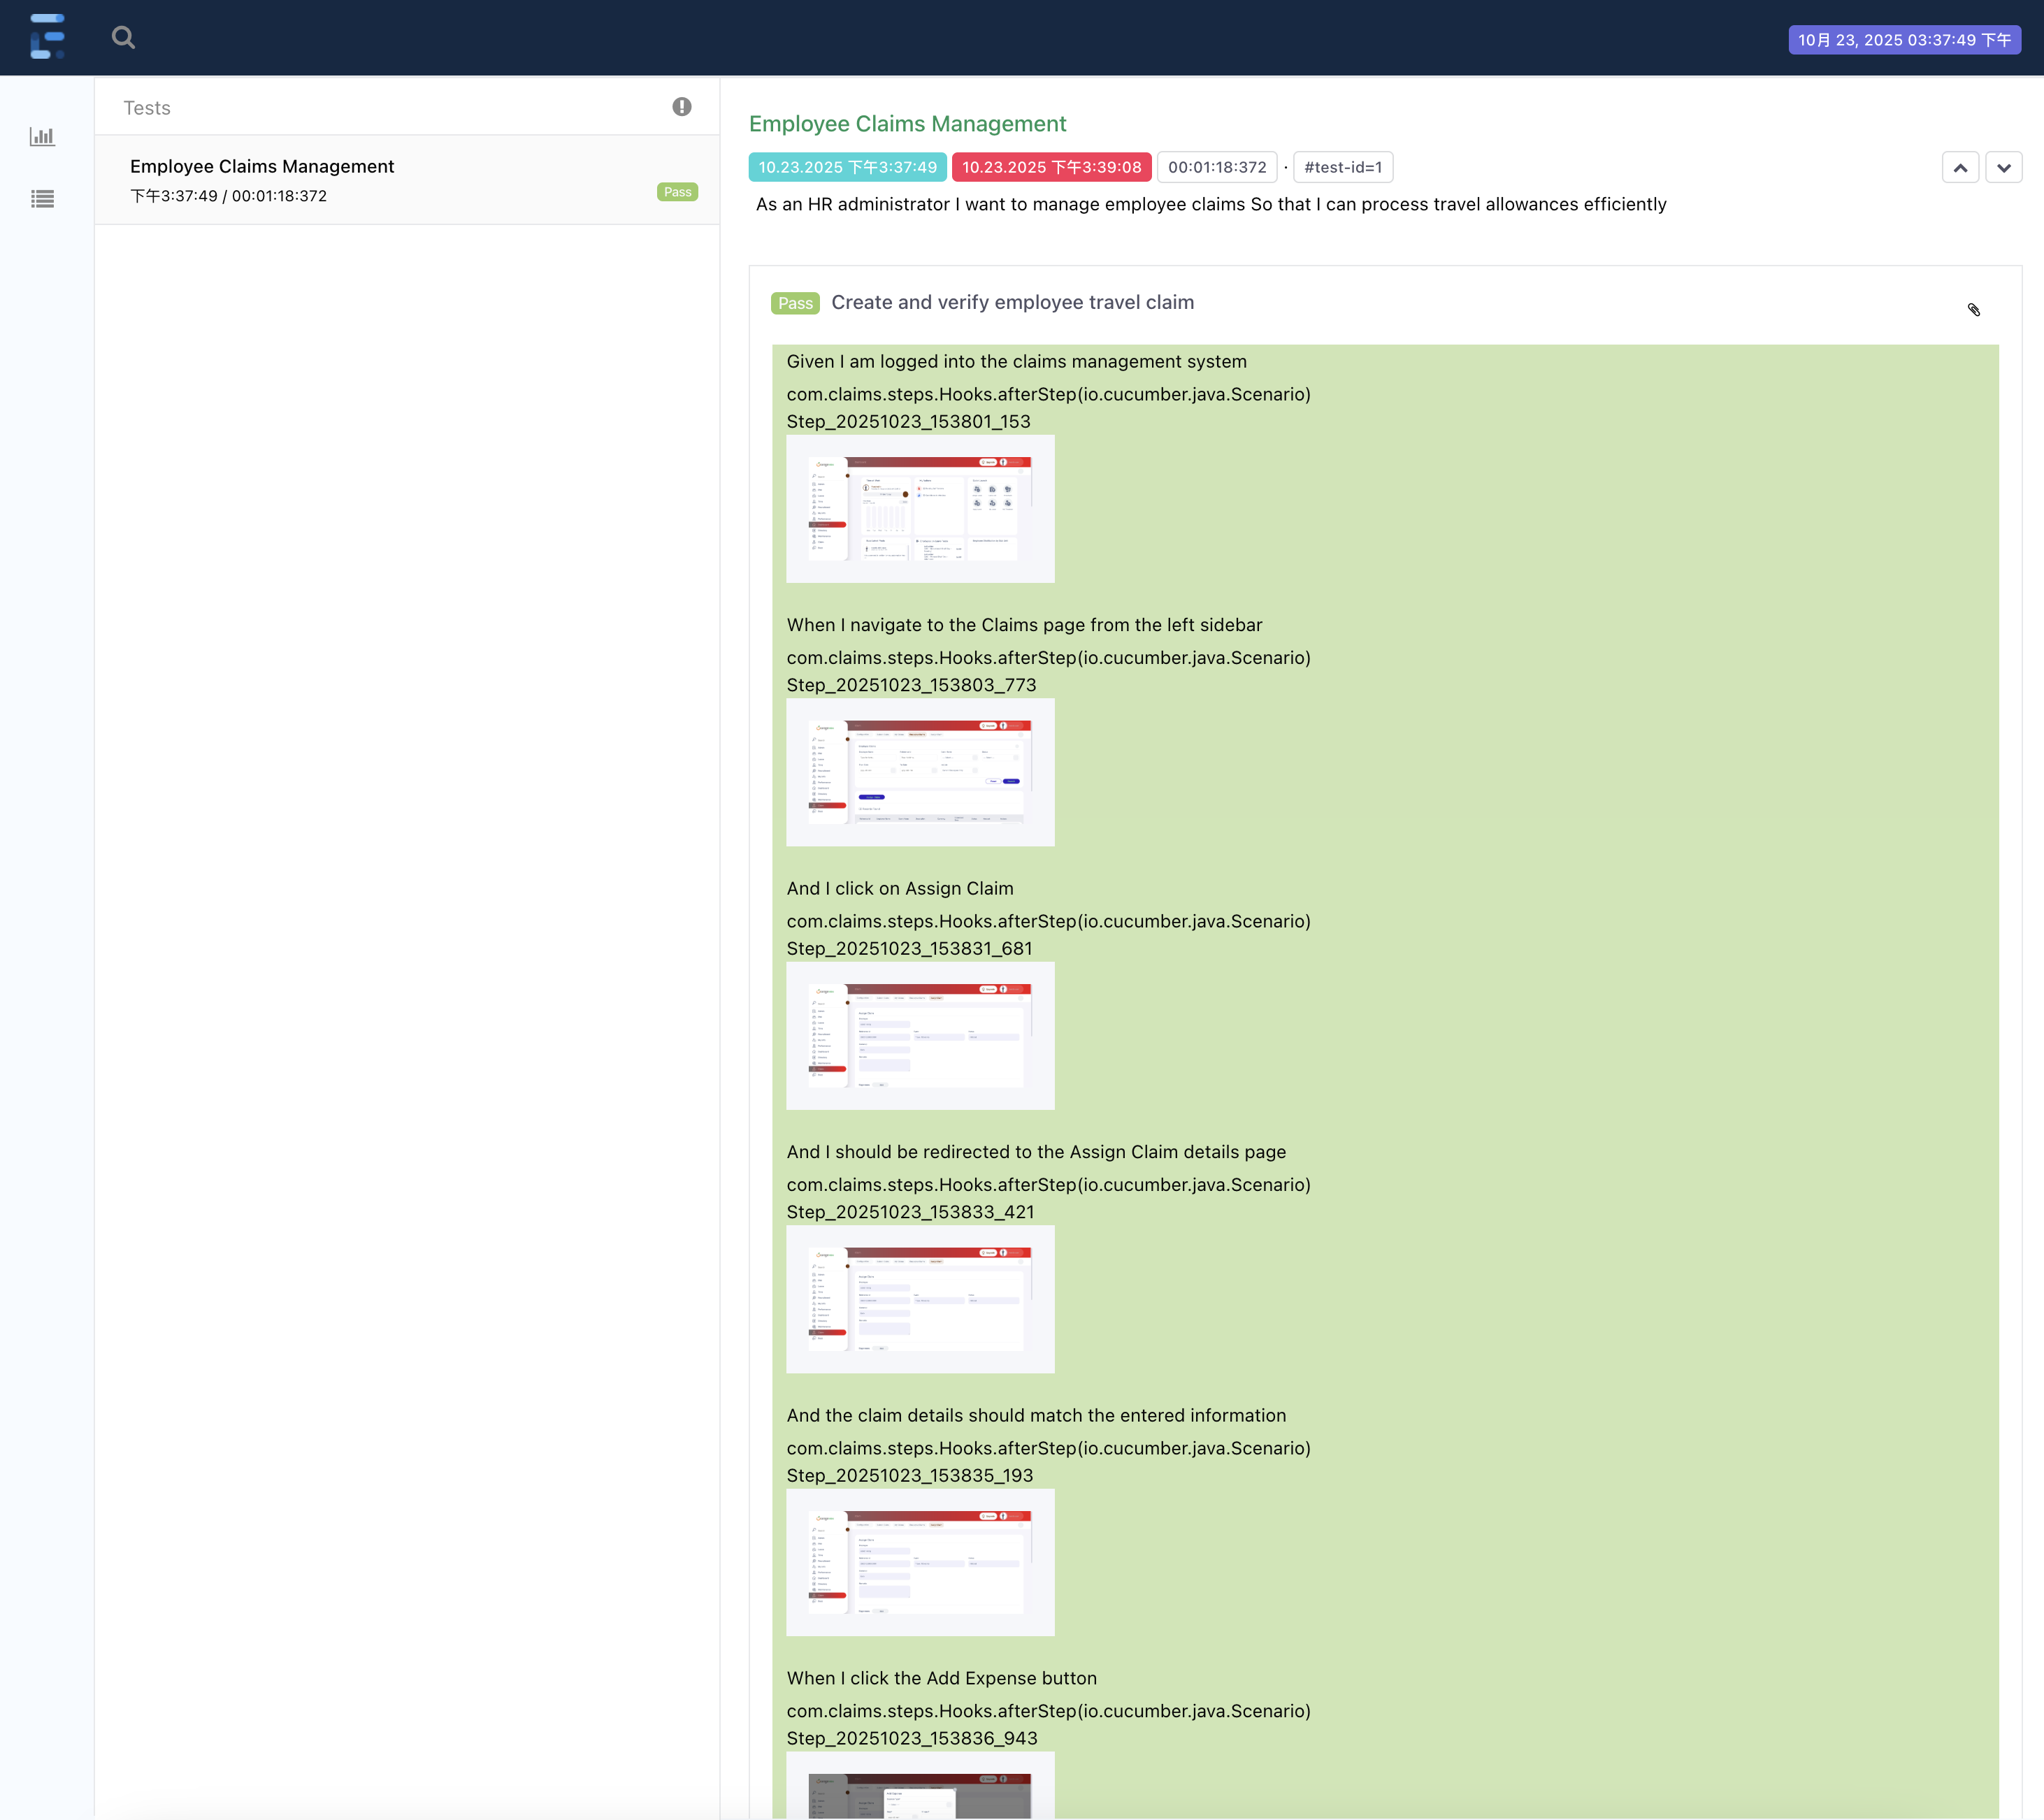 10月 23, 2025 03:37:49 下午
Tests
Employee Claims Management
下午3:37:49 / 00:01:18:372
Pass
Employee Claims Management
10.23.2025 下午3:37:49 10.23.2025 下午3:39:08 00:01:18:372 · #test-id=1
As an HR administrator I want to manage employee claims So that I can process travel allowances efficiently
Pass Create and verify employee travel claim
Given I am logged into the claims management system
com.claims.steps.Hooks.afterStep(io.cucumber.java.Scenario)
Step_20251023_153801_153
When I navigate to the Claims page from the left sidebar
com.claims.steps.Hooks.afterStep(io.cucumber.java.Scenario)
Step_20251023_153803_773
And I click on Assign Claim
com.claims.steps.Hooks.afterStep(io.cucumber.java.Scenario)
Step_20251023_153831_681
And I should be redirected to the Assign Claim details page
com.claims.steps.Hooks.afterStep(io.cucumber.java.Scenario)
Step_20251023_153833_421
And the claim details should match the entered information
com.claims.steps.Hooks.afterStep(io.cucumber.java.Scenario)
Step_20251023_153835_193
When I click the Add Expense button
com.claims.steps.Hooks.afterStep(io.cucumber.java.Scenario)
Step_20251023_153836_943